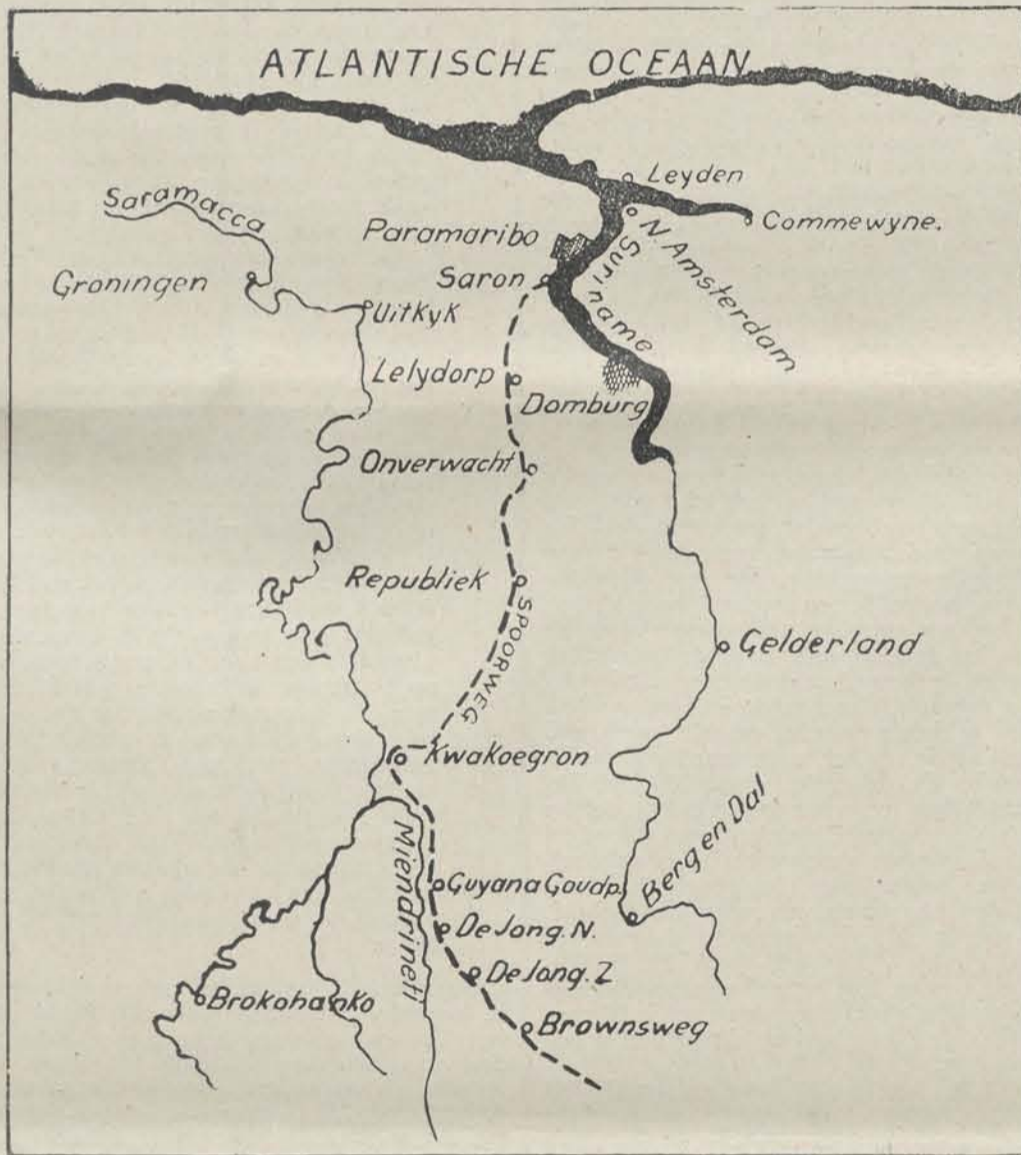 ATLANTISCHE OCEAAN
Leyden
Saramacca
Commewyne.
Paramaribo
N. Amsterdam
Suriname
Groningen
Saron
Uitkyk
Lelydorp
Domburg
Onverwacht
Republiek
SPOORWEG
Gelderland
Kwakoegron
Berg en Dal
Miendrineti
Guyana Goudp.
De Jong. N.
De Jong. Z
Brokohanko
Brownsweg